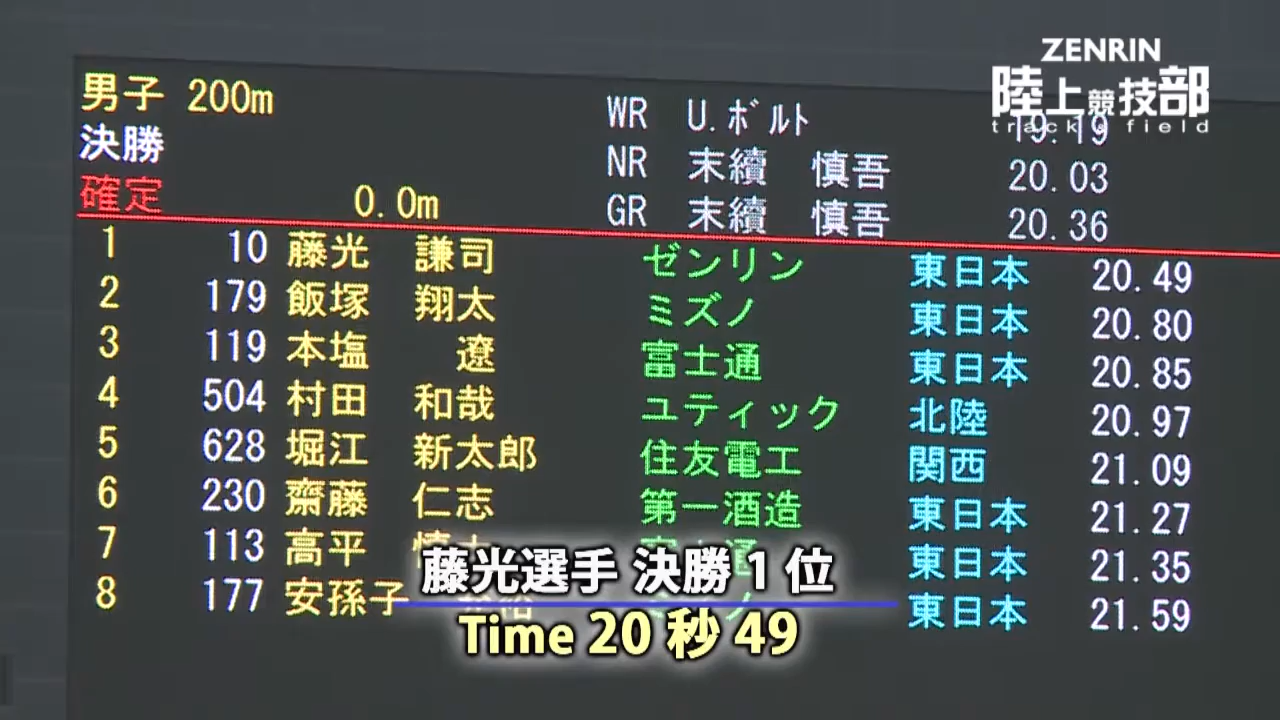 ZENRIN
陸上競技部
track & field
男子 200m
決勝
確定 0.0m
WR U.ボルト 19.19
NR 末續 慎吾 20.03
GR 末續 慎吾 20.36
1 10 藤光 謙司 ゼンリン 東日本 20.49
2 179 飯塚 翔太 ミズノ 東日本 20.80
3 119 本塩 遼 富士通 東日本 20.85
4 504 村田 和哉 ユティック 北陸 20.97
5 628 堀江 新太郎 住友電工 関西 21.09
6 230 齋藤 仁志 第一酒造 東日本 21.27
7 113 高平 東日本 21.35
8 177 安孫子 東日本 21.59
藤光選手 決勝1位
Time 20秒49